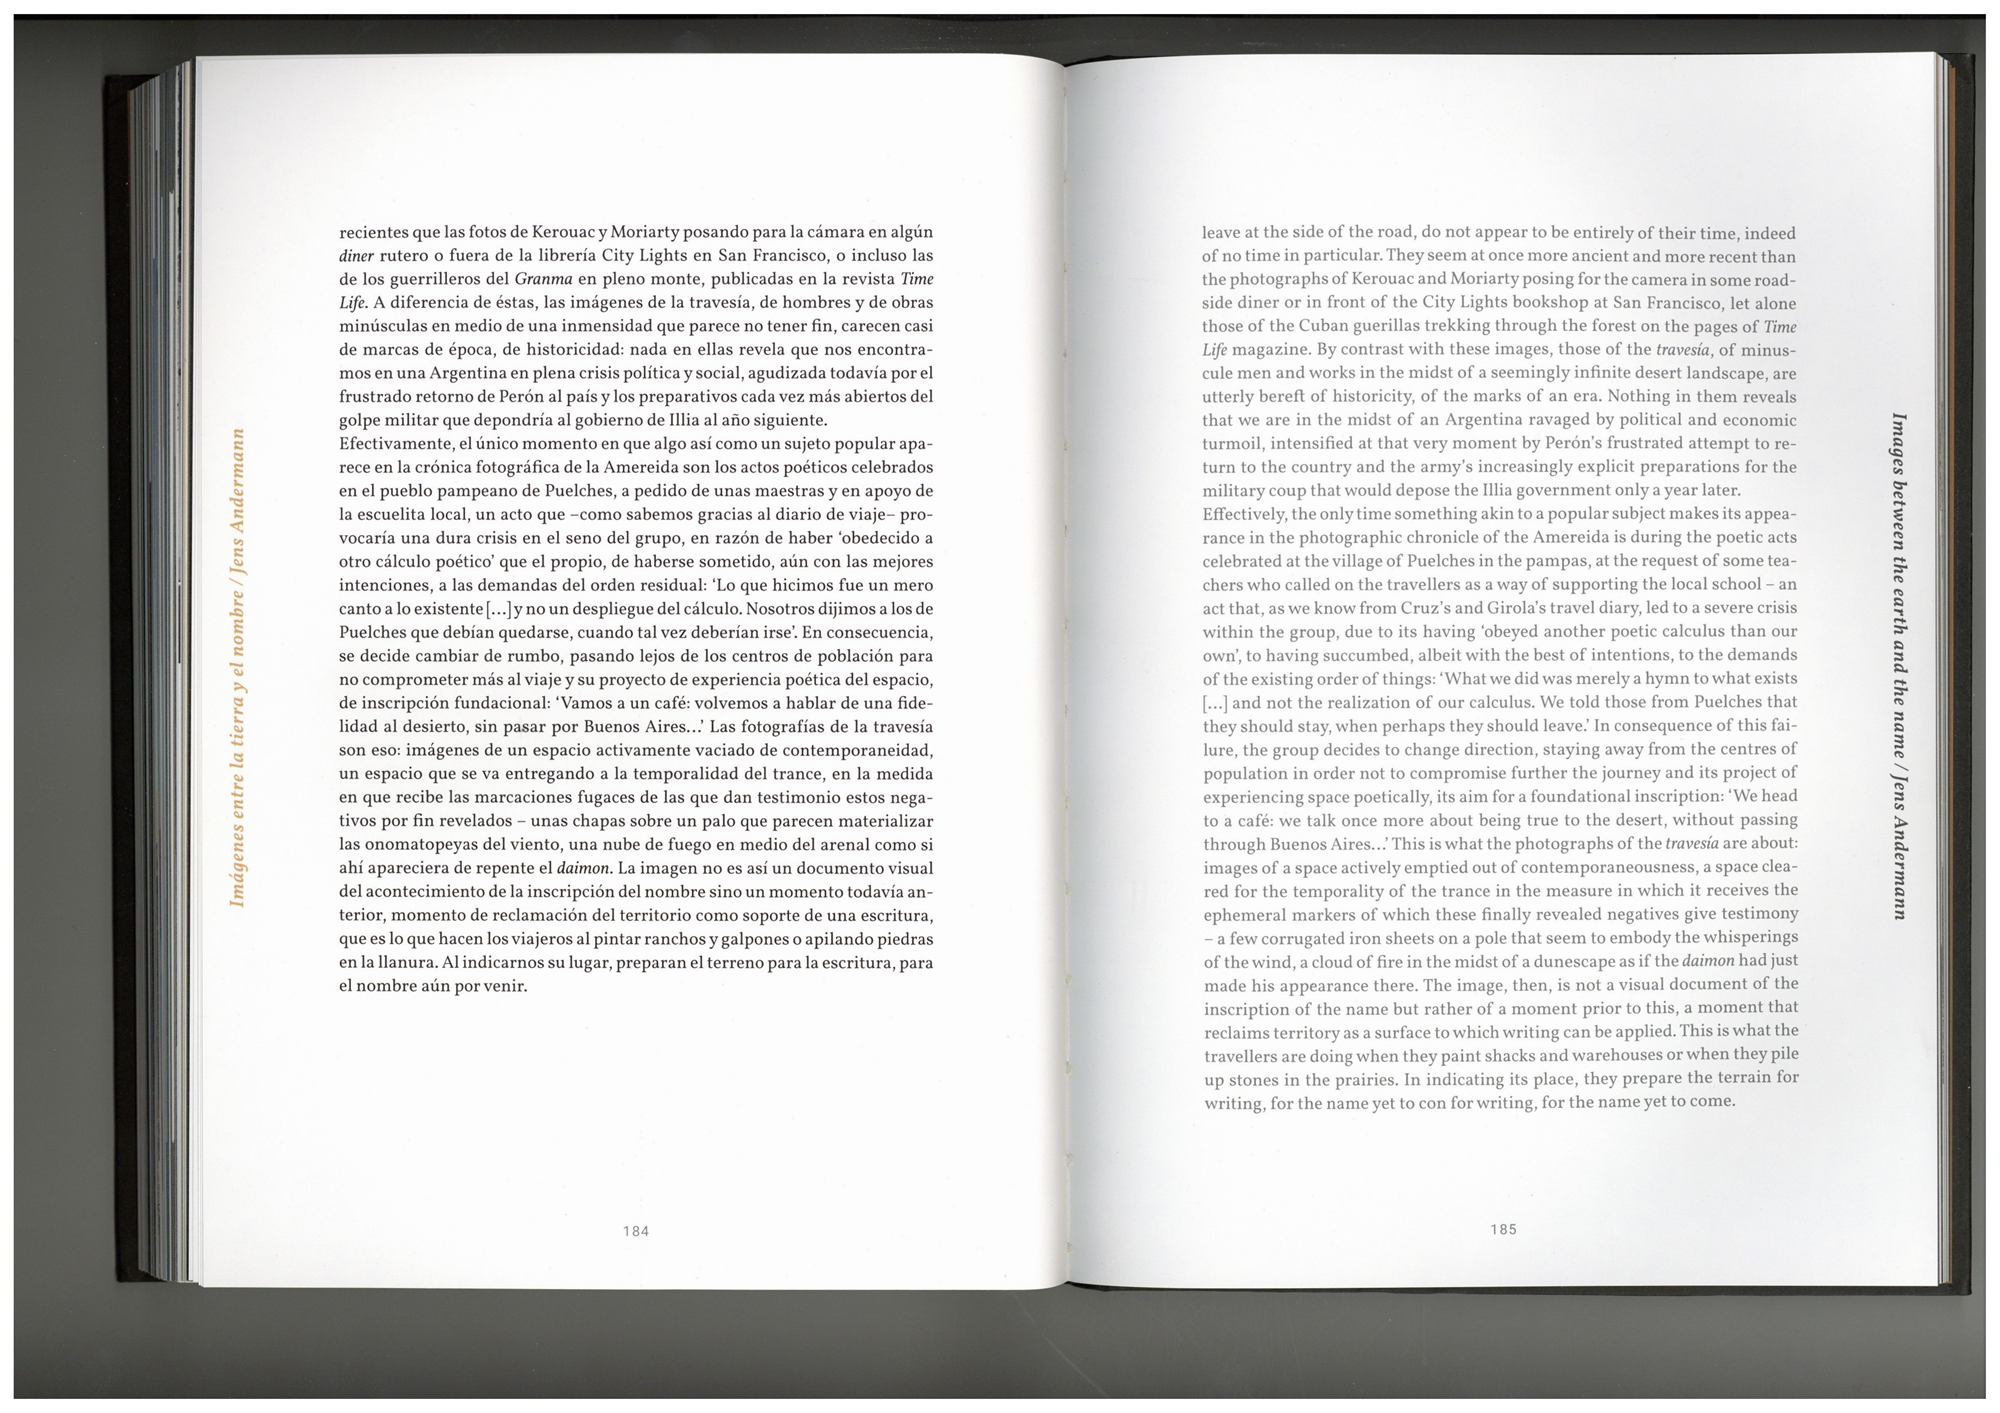 Imágenes entre la tierra y el nombre / Jens Andermann
recientes que las fotos de Kerouac y Moriarty posando para la cámara en algún
diner rutero o fuera de la librería City Lights en San Francisco, o incluso las
de los guerrilleros del Granma en pleno monte, publicadas en la revista Time
Life. A diferencia de éstas, las imágenes de la travesía, de hombres y de obras
minúsculas en medio de una inmensidad que parece no tener fin, carecen casi
de marcas de época, de historicidad: nada en ellas revela que nos encontra-
mos en una Argentina en plena crisis política y social, agudizada todavía por el
frustrado retorno de Perón al país y los preparativos cada vez más abiertos del
golpe militar que depondría al gobierno de Illia al año siguiente.
Efectivamente, el único momento en que algo así como un sujeto popular apa-
rece en la crónica fotográfica de la Amereida son los actos poéticos celebrados
en el pueblo pampeano de Puelches, a pedido de unas maestras y en apoyo de
la escuelita local, un acto que –como sabemos gracias al diario de viaje– pro-
vocaría una dura crisis en el seno del grupo, en razón de haber ‘obedecido a
otro cálculo poético’ que el propio, de haberse sometido, aún con las mejores
intenciones, a las demandas del orden residual: ‘Lo que hicimos fue un mero
canto a lo existente […] y no un despliegue del cálculo. Nosotros dijimos a los de
Puelches que debían quedarse, cuando tal vez deberían irse’. En consecuencia,
se decide cambiar de rumbo, pasando lejos de los centros de población para
no comprometer más al viaje y su proyecto de experiencia poética del espacio,
de inscripción fundacional: ‘Vamos a un café: volvemos a hablar de una fide-
lidad al desierto, sin pasar por Buenos Aires…’ Las fotografías de la travesía
son eso: imágenes de un espacio activamente vaciado de contemporaneidad,
un espacio que se va entregando a la temporalidad del trance, en la medida
en que recibe las marcaciones fugaces de las que dan testimonio estos nega-
tivos por fin revelados – unas chapas sobre un palo que parecen materializar
las onomatopeyas del viento, una nube de fuego en medio del arenal como si
ahí apareciera de repente el daimon. La imagen no es así un documento visual
del acontecimiento de la inscripción del nombre sino un momento todavía an-
terior, momento de reclamación del territorio como soporte de una escritura,
que es lo que hacen los viajeros al pintar ranchos y galpones o apilando piedras
en la llanura. Al indicarnos su lugar, preparan el terreno para la escritura, para
el nombre aún por venir.
184
leave at the side of the road, do not appear to be entirely of their time, indeed
of no time in particular. They seem at once more ancient and more recent than
the photographs of Kerouac and Moriarty posing for the camera in some road-
side diner or in front of the City Lights bookshop at San Francisco, let alone
those of the Cuban guerillas trekking through the forest on the pages of Time
Life magazine. By contrast with these images, those of the travesía, of minus-
cule men and works in the midst of a seemingly infinite desert landscape, are
utterly bereft of historicity, of the marks of an era. Nothing in them reveals
that we are in the midst of an Argentina ravaged by political and economic
turmoil, intensified at that very moment by Perón’s frustrated attempt to re-
turn to the country and the army’s increasingly explicit preparations for the
military coup that would depose the Illia government only a year later.
Effectively, the only time something akin to a popular subject makes its appea-
rance in the photographic chronicle of the Amereida is during the poetic acts
celebrated at the village of Puelches in the pampas, at the request of some tea-
chers who called on the travellers as a way of supporting the local school – an
act that, as we know from Cruz’s and Girola’s travel diary, led to a severe crisis
within the group, due to its having ‘obeyed another poetic calculus than our
own’, to having succumbed, albeit with the best of intentions, to the demands
of the existing order of things: ‘What we did was merely a hymn to what exists
[…] and not the realization of our calculus. We told those from Puelches that
they should stay, when perhaps they should leave.’ In consequence of this fai-
lure, the group decides to change direction, staying away from the centres of
population in order not to compromise further the journey and its project of
experiencing space poetically, its aim for a foundational inscription: ‘We head
to a café: we talk once more about being true to the desert, without passing
through Buenos Aires…’ This is what the photographs of the travesía are about:
images of a space actively emptied out of contemporaneousness, a space clea-
red for the temporality of the trance in the measure in which it receives the
ephemeral markers of which these finally revealed negatives give testimony
– a few corrugated iron sheets on a pole that seem to embody the whisperings
of the wind, a cloud of fire in the midst of a dunescape as if the daimon had just
made his appearance there. The image, then, is not a visual document of the
inscription of the name but rather of a moment prior to this, a moment that
reclaims territory as a surface to which writing can be applied. This is what the
travellers are doing when they paint shacks and warehouses or when they pile
up stones in the prairies. In indicating its place, they prepare the terrain for
writing, for the name yet to con for writing, for the name yet to come.
185
Images between the earth and the name / Jens Andermann